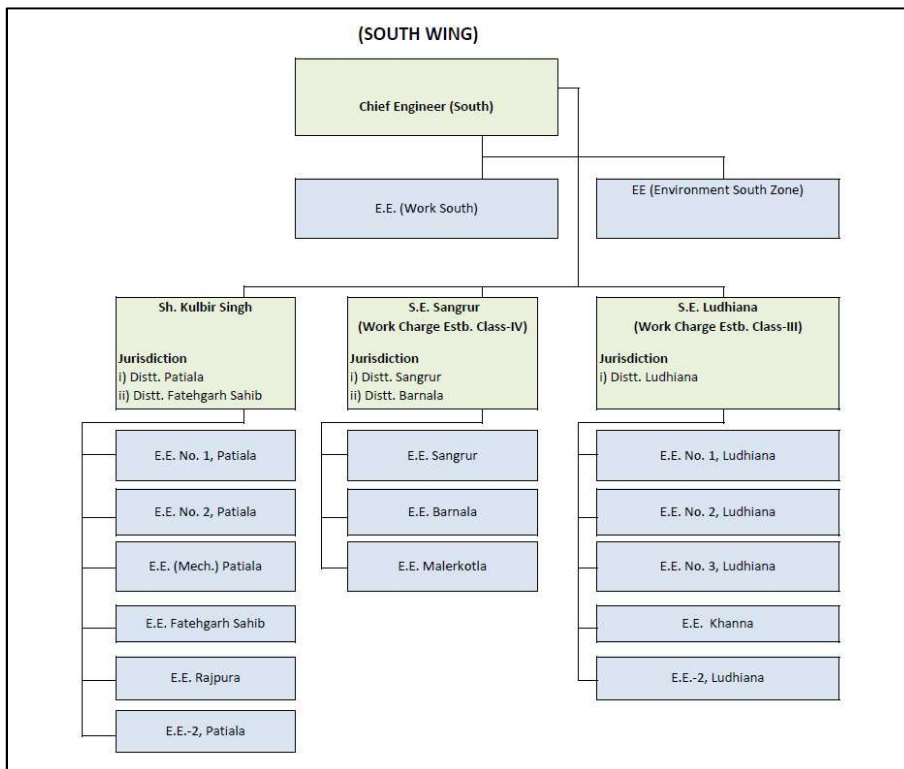 (SOUTH WING)
Chief Engineer (South)
E.E. (Work South)
EE (Environment South Zone)
Sh. Kulbir Singh
Jurisdiction
i) Distt. Patiala
ii) Distt. Fatehgarh Sahib
S.E. Sangrur
(Work Charge Estb. Class-IV)
Jurisdiction
i) Distt. Sangrur
ii) Distt. Barnala
S.E. Ludhiana
(Work Charge Estb. Class-III)
Jurisdiction
i) Distt. Ludhiana
E.E. No. 1, Patiala
E.E. No. 2, Patiala
E.E. (Mech.) Patiala
E.E. Fatehgarh Sahib
E.E. Rajpura
E.E.-2, Patiala
E.E. Sangrur
E.E. Barnala
E.E. Malerkotla
E.E. No. 1, Ludhiana
E.E. No. 2, Ludhiana
E.E. No. 3, Ludhiana
E.E. Khanna
E.E.-2, Ludhiana